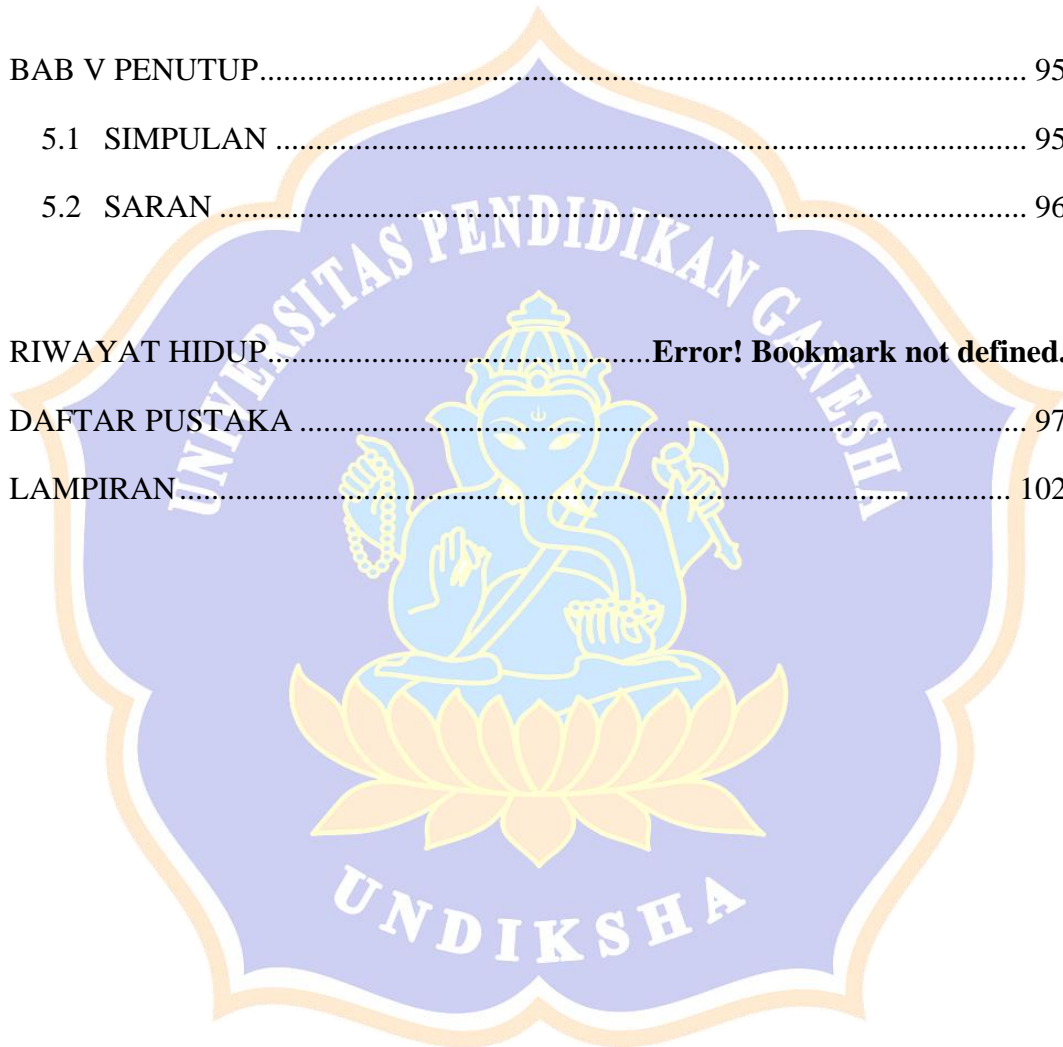 BAB V PENUTUP................................................................................................ 95
5.1 SIMPULAN .............................................................................................. 95
5.2 SARAN ..................................................................................................... 96
UNIVERSITAS PENDIDIKAN GANESHA
RIWAYAT HIDUP................................................Error! Bookmark not defined.
DAFTAR PUSTAKA ........................................................................................... 97
LAMPIRAN........................................................................................................ 102
UNDIKSHA